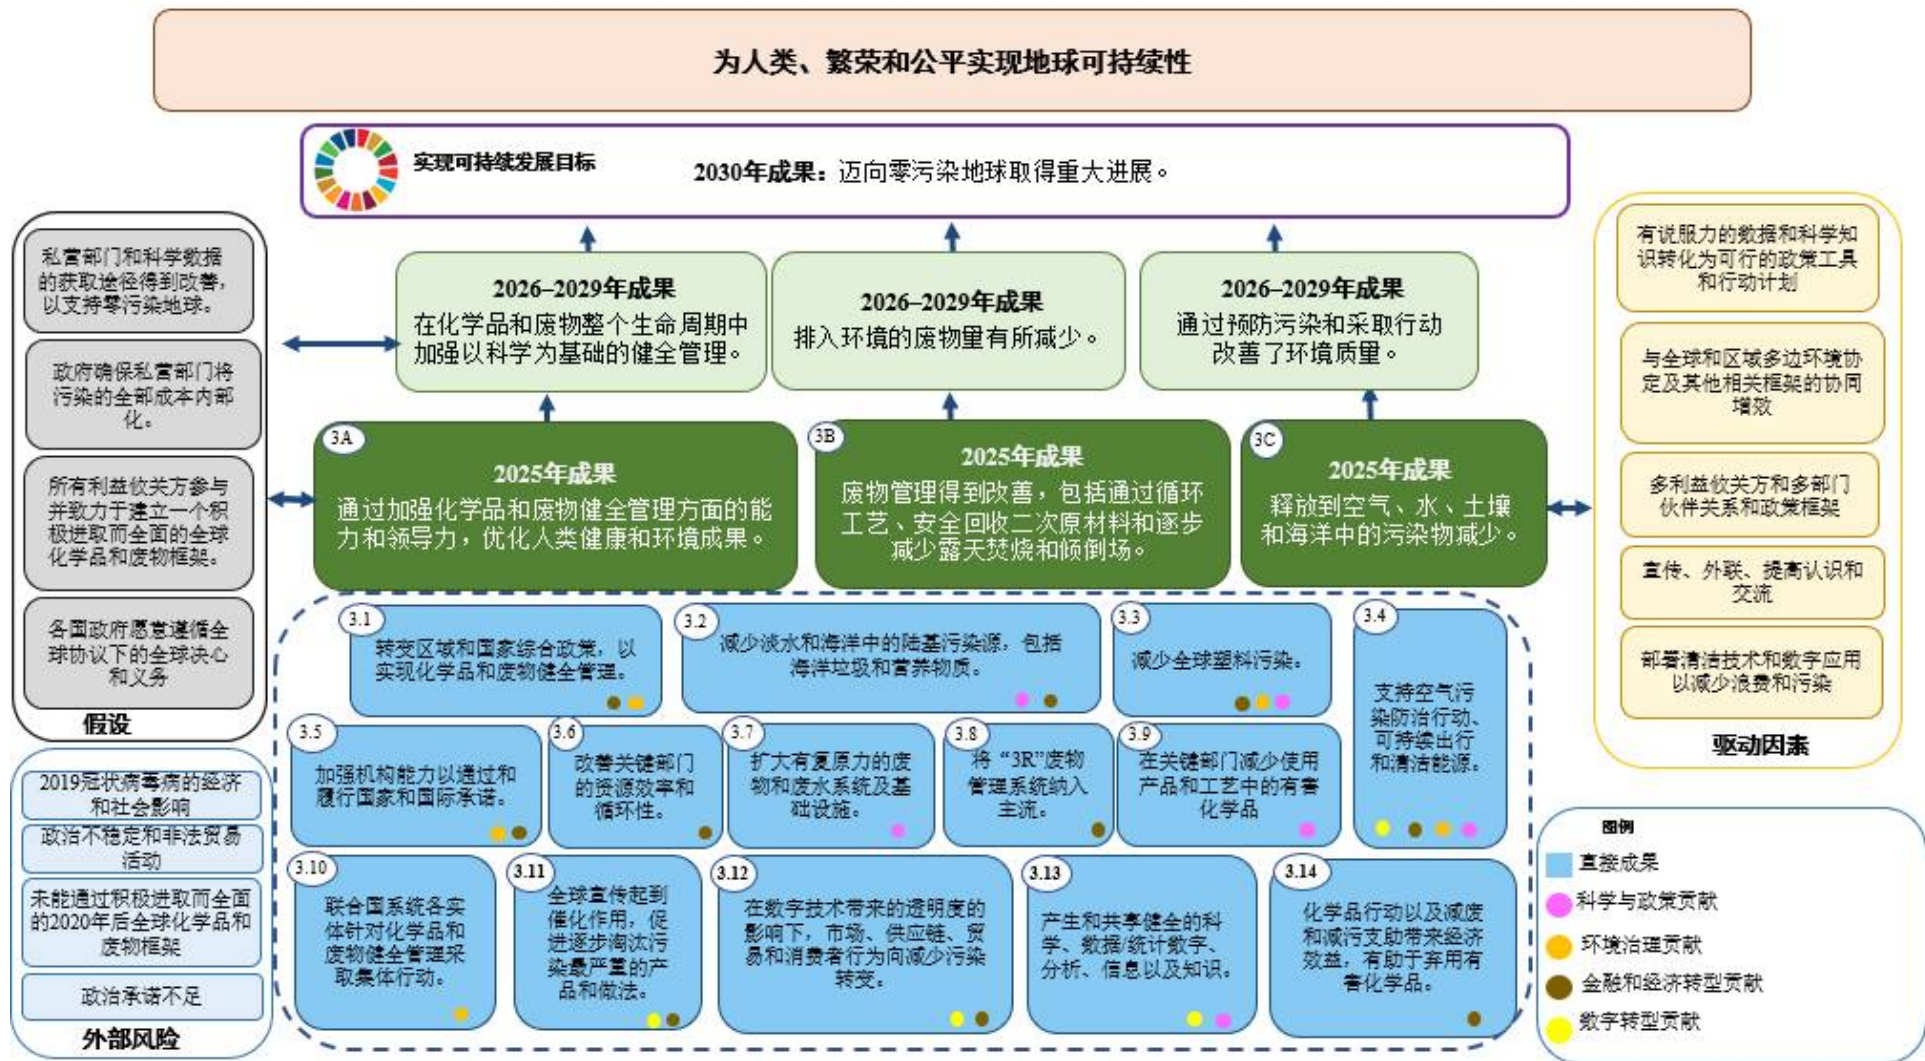 为人类、繁荣和公平实现地球可持续性
实现可持续发展目标
2030年成果：迈向零污染地球取得重大进展。
私营部门和科学数据
的获取途径得到改善，
以支持零污染地球。
政府确保私营部门将
污染的全部成本内部
化。
所有利益攸关方参与
并致力于建立一个积
极进取而全面的全球
化学品和废物框架。
各国政府愿意遵循全
球协议下的全球决心
和义务
假设
2019冠状病毒病的经济
和社会影响
政治不稳定和非法贸易
活动
未能通过积极进取而全面
的2020年后全球化学品和
废物框架
政治承诺不足
外部风险
2026–2029年成果
在化学品和废物整个生命周期中
加强以科学为基础的健全管理。
2026–2029年成果
排入环境的废物量有所减少。
2026–2029年成果
通过预防污染和采取行动
改善了环境质量。
3A
2025年成果
通过加强化学品和废物健全管理方面的能
力和领导力，优化人类健康和环境成果。
3B
2025年成果
废物管理得到改善，包括通过循环
工艺、安全回收二次原材料和逐步
减少露天焚烧和倾倒场。
3C
2025年成果
释放到空气、水、土壤
和海洋中的污染物减少。
3.1
转变区域和国家综合政策，以
实现化学品和废物健全管理。
3.2
减少淡水和海洋中的陆基污染源，包括
海洋垃圾和营养物质。
3.3
减少全球塑料污染。
3.4
支持空气污
染防治行动、
可持续出行
和清洁能源。
3.5
加强机构能力以通过和
履行国家和国际承诺。
3.6
改善关键部门
的资源效率和
循环性。
3.7
扩大有复原力的废
物和废水系统及基
础设施。
3.8
将“3R”废物
管理系统纳入
主流。
3.9
在关键部门减少使用
产品和工艺中的有害
化学品
3.10
联合国系统各实
体针对化学品和
废物健全管理采
取集体行动。
3.11
全球宣传起到
催化作用，促
进逐步淘汰污
染最严重的产
品和做法。
3.12
在数字技术带来的透明度的
影响下，市场、供应链、贸
易和消费者行为向减少污染
转变。
3.13
产生和共享健全的科
学、数据/统计数字、
分析、信息以及知识。
3.14
化学品行动以及减废
和减污支助带来经济
效益，有助于弃用有
害化学品。
有说服力的数据和科学知
识转化为可行的政策工具
和行动计划
与全球和区域多边环境协
定及其他相关框架的协同
增效
多利益攸关方和多部门
伙伴关系和政策框架
宣传、外联、提高认识和
交流
部署清洁技术和数字应用
以减少浪费和污染
驱动因素
图例
直接成果
科学与政策贡献
环境治理贡献
金融和经济转型贡献
数字转型贡献